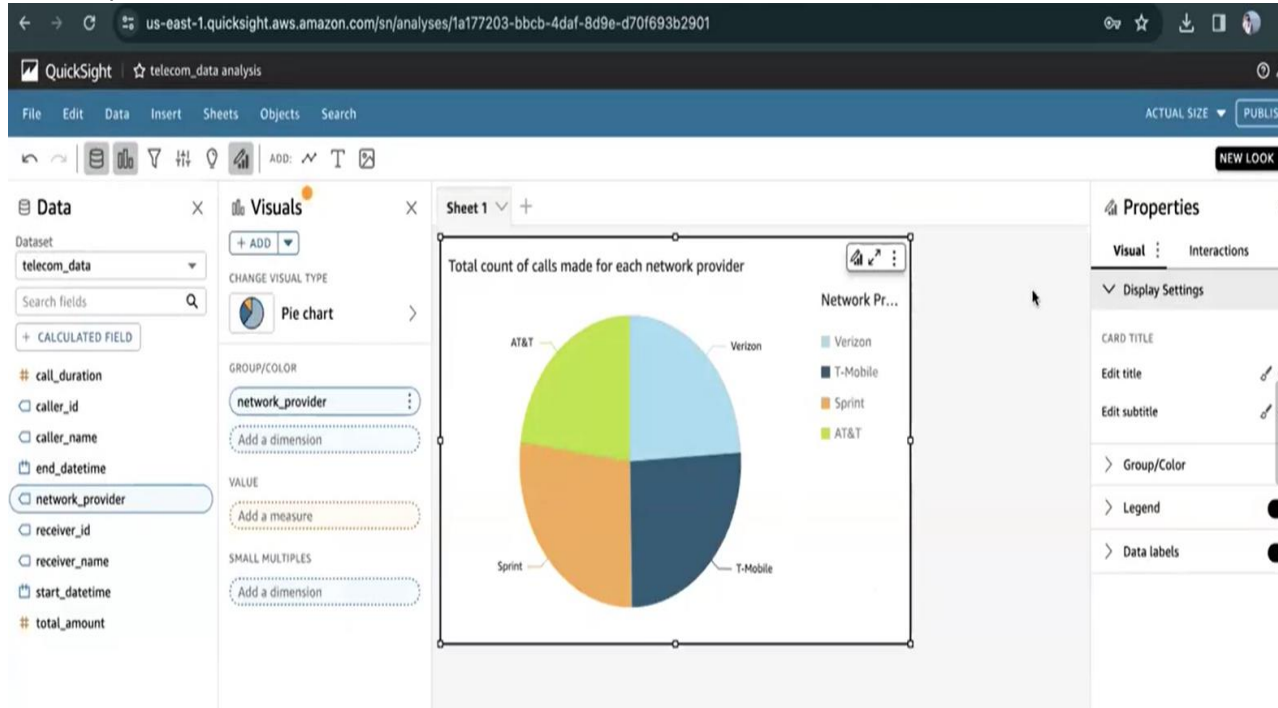 us-east-1.quicksight.aws.amazon.com/sn/analyses/1a177203-bbcb-4daf-8d9e-d70f693b2901
QuickSight
telecom_data analysis
File Edit Data Insert Sheets Objects Search
ACTUAL SIZE
PUBLIS
ADD:
T
NEW LOOK
Data
Dataset
telecom_data
Search fields
+ CALCULATED FIELD
# call_duration
caller_id
caller_name
end_datetime
network_provider
receiver_id
receiver_name
start_datetime
# total_amount
Visuals
+ ADD
CHANGE VISUAL TYPE
Pie chart
GROUP/COLOR
network_provider
Add a dimension
VALUE
Add a measure
SMALL MULTIPLES
Add a dimension
Sheet 1
Total count of calls made for each network provider
AT&T
Verizon
Sprint
T-Mobile
Network Pr...
Verizon
T-Mobile
Sprint
AT&T
Properties
Visual
Interactions
Display Settings
CARD TITLE
Edit title
Edit subtitle
Group/Color
Legend
Data labels